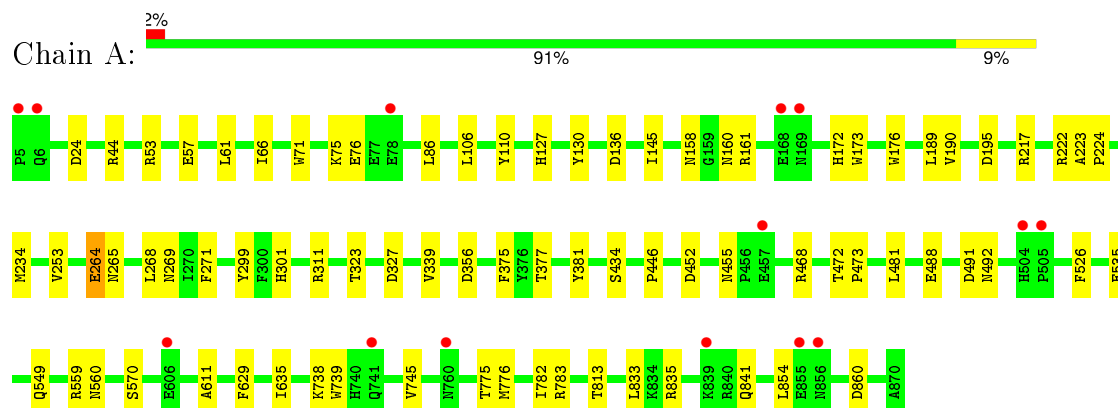 2%
Chain A:
91% 9%
P5 Q6 D24 R44 R53 E57 L61 I66 W71 K75 E76 E77 E78 L86 L106 Y110 H127 Y130 D136 I145 N158 G159 N160 R161 E168 N169 H172 W173 W176 L189 V190 D195 R217 R222 A223 P224
M234 V253 E264 N265 L268 N269 I270 F271 Y299 F300 H301 R311 T323 D327 V339 D356 F375 Y376 T377 Y381 S434 P446 D452 N455 P456 E457 R468 T472 P473 L481 E488 D491 N492 H504 P505 F526
Q549 R559 N560 S570 E606 A611 F629 I635 K738 W739 H740 Q741 V745 N760 T775 M776 I782 R783 T813 L833 K834 R835 K839 R840 Q841 L854 E855 N856 D860 A870